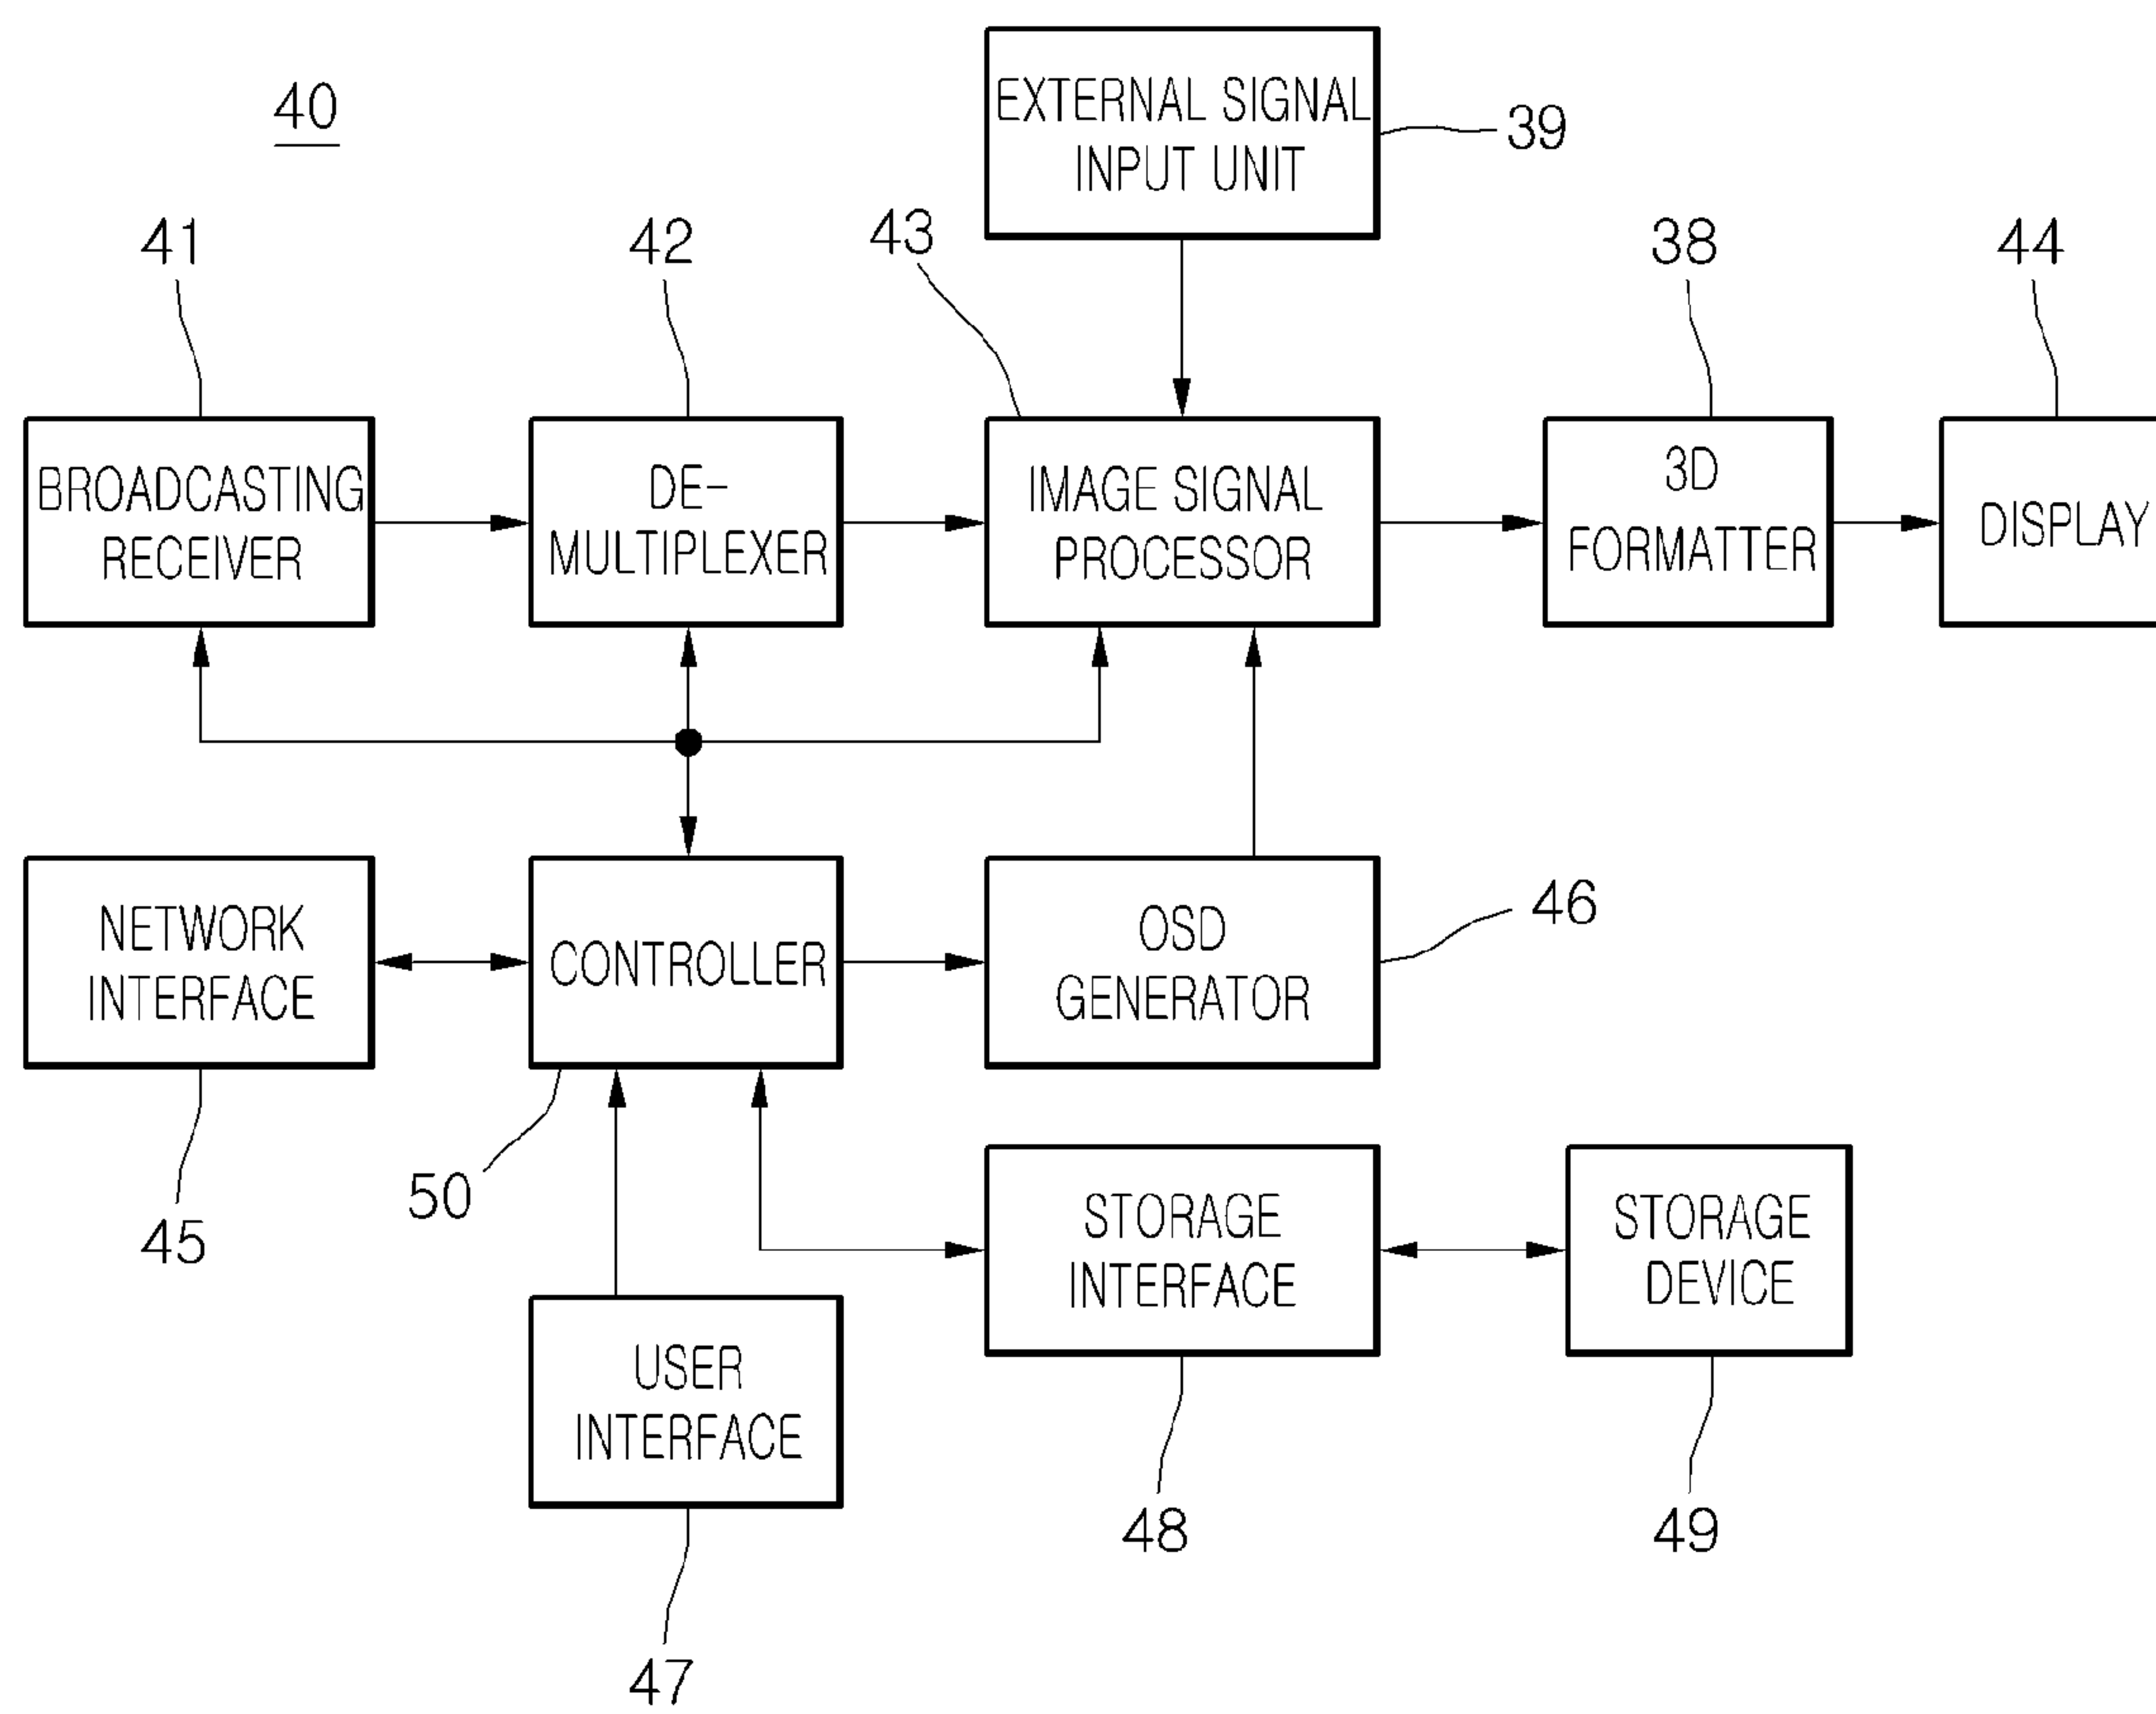 40
EXTERNAL SIGNAL
INPUT UNIT
39
41
42
43
38
44
BROADCASTING
RECEIVER
DE-
MULTIPLEXER
IMAGE SIGNAL
PROCESSOR
3D
FORMATTER
DISPLAY
NETWORK
INTERFACE
CONTROLLER
OSD
GENERATOR
46
45
50
STORAGE
INTERFACE
STORAGE
DEVICE
USER
INTERFACE
48
49
47